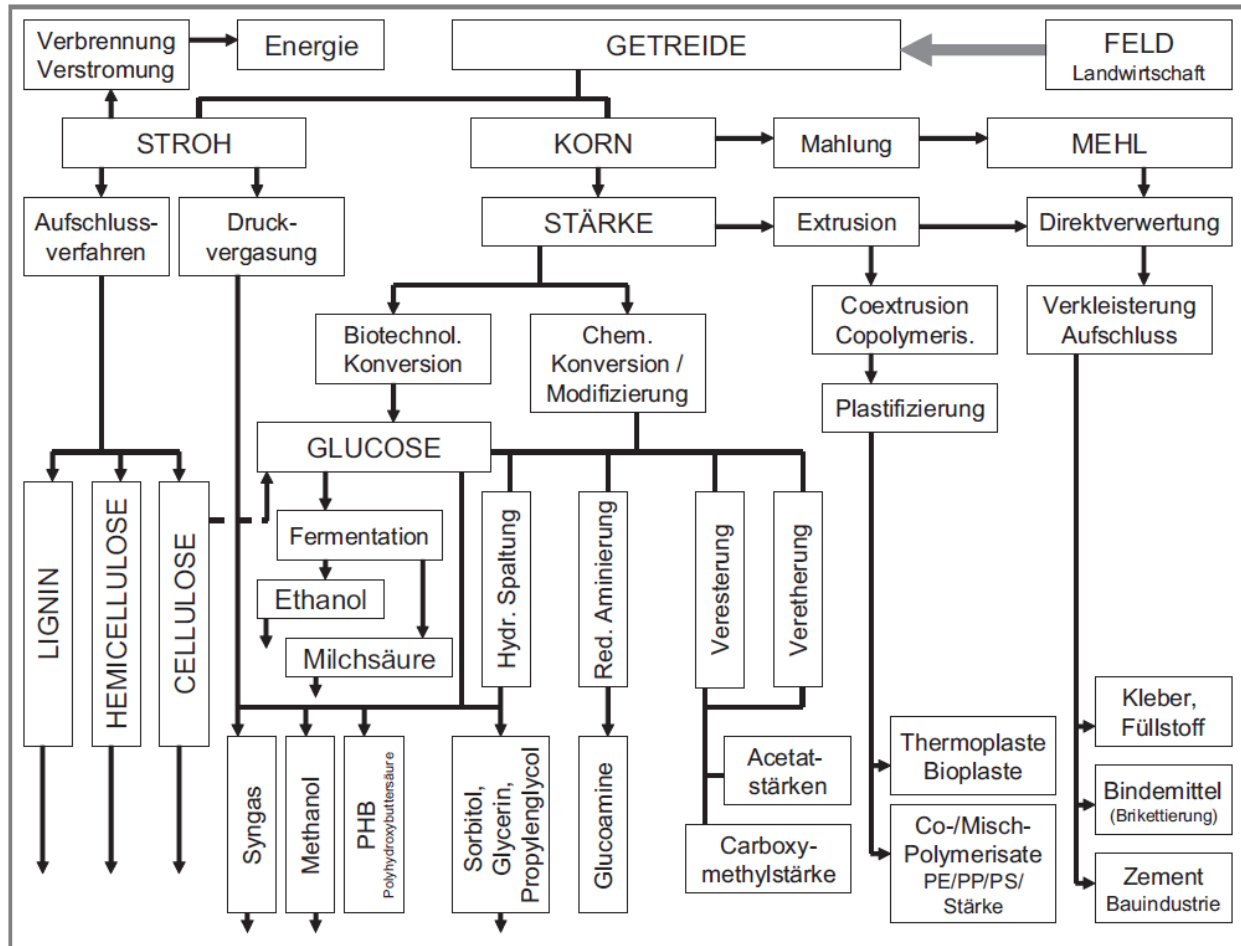 Verbrennung
Verstromung
Energie
GETREIDE
FELD
Landwirtschaft
STROH
KORN
Mahlung
MEHL
Aufschluss-
verfahren
Druck-
vergasung
STÄRKE
Extrusion
Direktverwertung
Biotechnol.
Konversion
Chem.
Konversion /
Modifizierung
Coextrusion
Copolymeris.
Verkleisterung
Aufschluss
Plastifizierung
GLUCOSE
LIGNIN
HEMICELLULOSE
CELLULOSE
Fermentation
Ethanol
Milchsäure
Hydr. Spaltung
Red. Aminierung
Veresterung
Veretherung
Syngas
Methanol
PHB
Polyhydroxybuttersäure
Sorbitol,
Glycerin,
Propylenglycol
Glucoamine
Acetat-
stärken
Carboxy-
methylstärke
Thermoplaste
Bioplaste
Co-/Misch-
Polymerisate
PE/PP/PS/
Stärke
Kleber,
Füllstoff
Bindemittel
(Brikettierung)
Zement
Bauindustrie